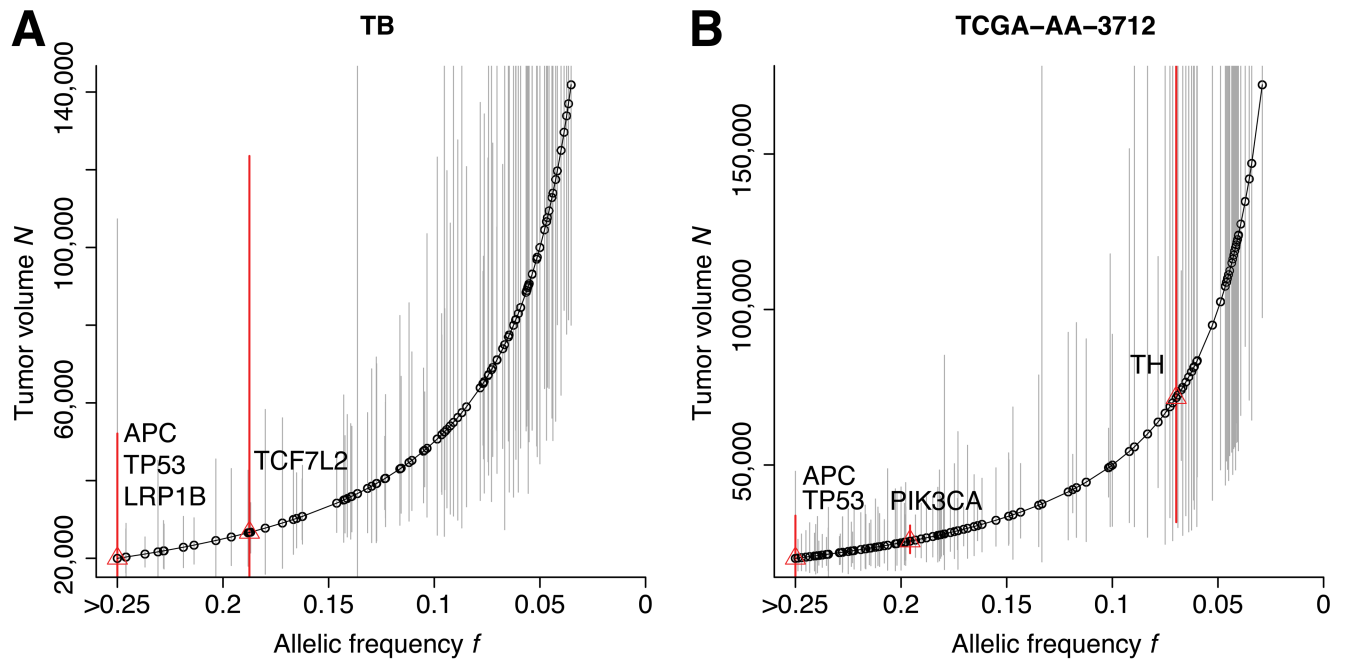 A
TB
Tumor volume N
140,000
100,000
60,000
20,000
APC
TP53
LRP1B
TCF7L2
>0.25
0.2
0.15
0.1
0.05
0
Allelic frequency f
B
TCGA−AA−3712
Tumor volume N
150,000
100,000
50,000
APC
TP53
PIK3CA
TH
>0.25
0.2
0.15
0.1
0.05
0
Allelic frequency f